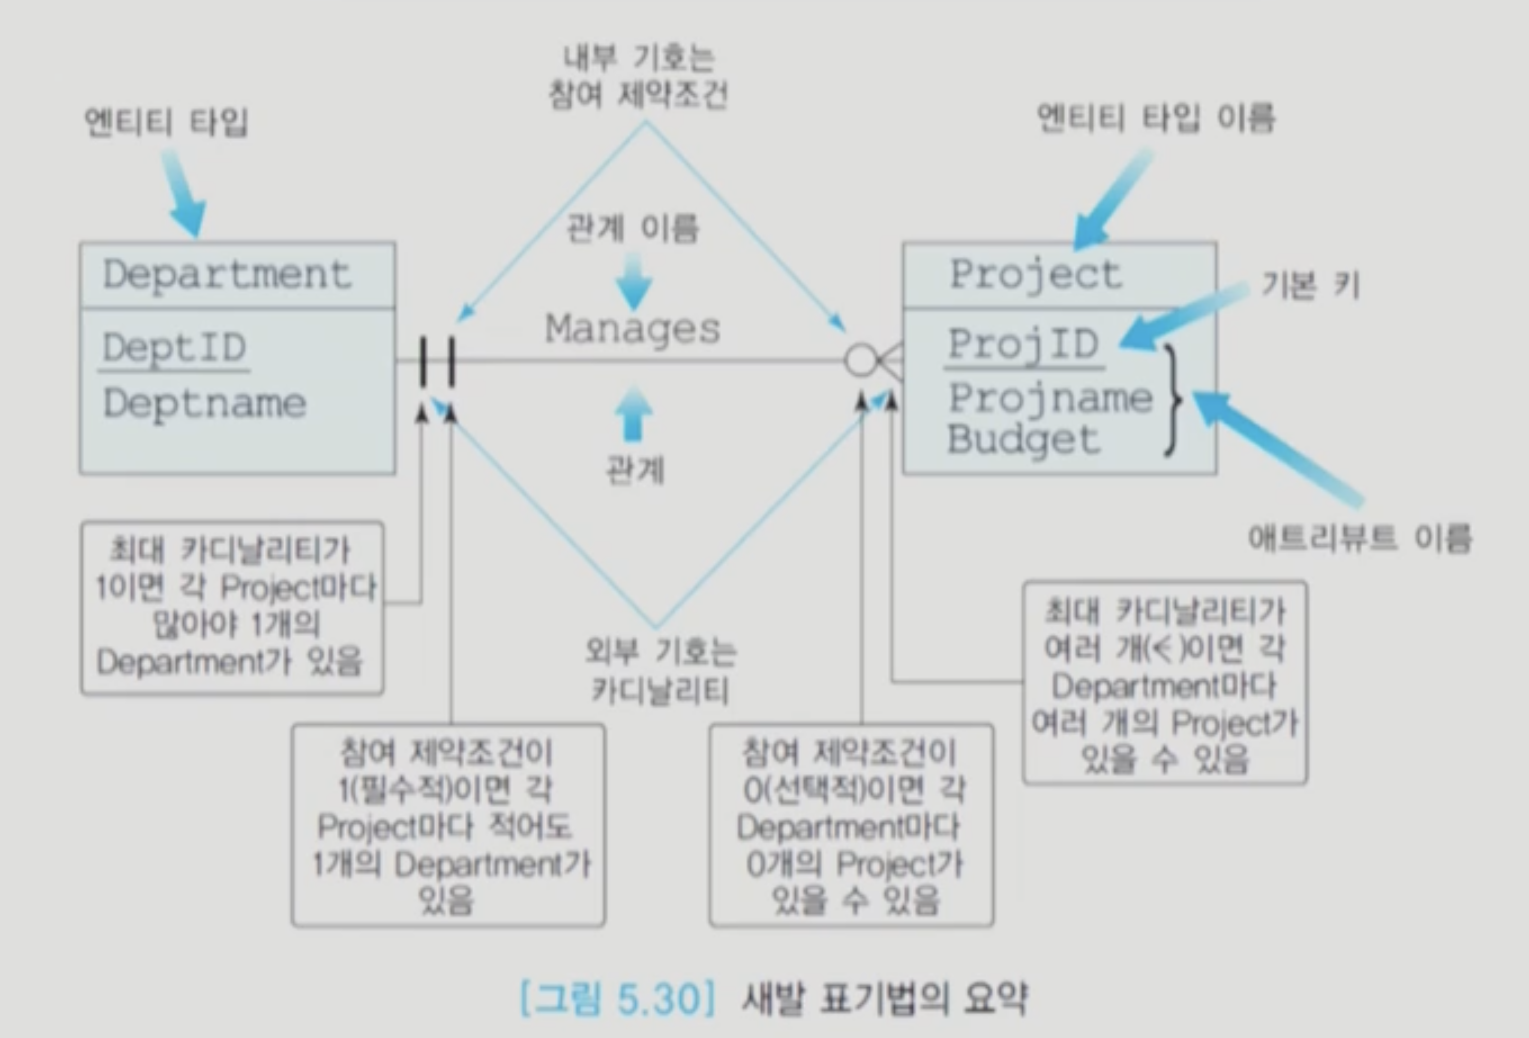 내부 기호는
참여 제약조건
엔티티 타입
엔티티 타입 이름
관계 이름
Department
Manages
Project
기본 키
DeptID
Deptname
ProjID
Projname
Budget
관계
애트리뷰트 이름
최대 카디날리티가
1이면 각 Project마다
많아야 1개의
Department가 있음
외부 기호는
카디날리티
최대 카디날리티가
여러 개(<)이면 각
Department마다
여러 개의 Project가
있을 수 있음
참여 제약조건이
1(필수적)이면 각
Project마다 적어도
1개의 Department가
있음
참여 제약조건이
0(선택적)이면 각
Department마다
0개의 Project가
있을 수 있음
[그림 5.30] 새발 표기법의 요약